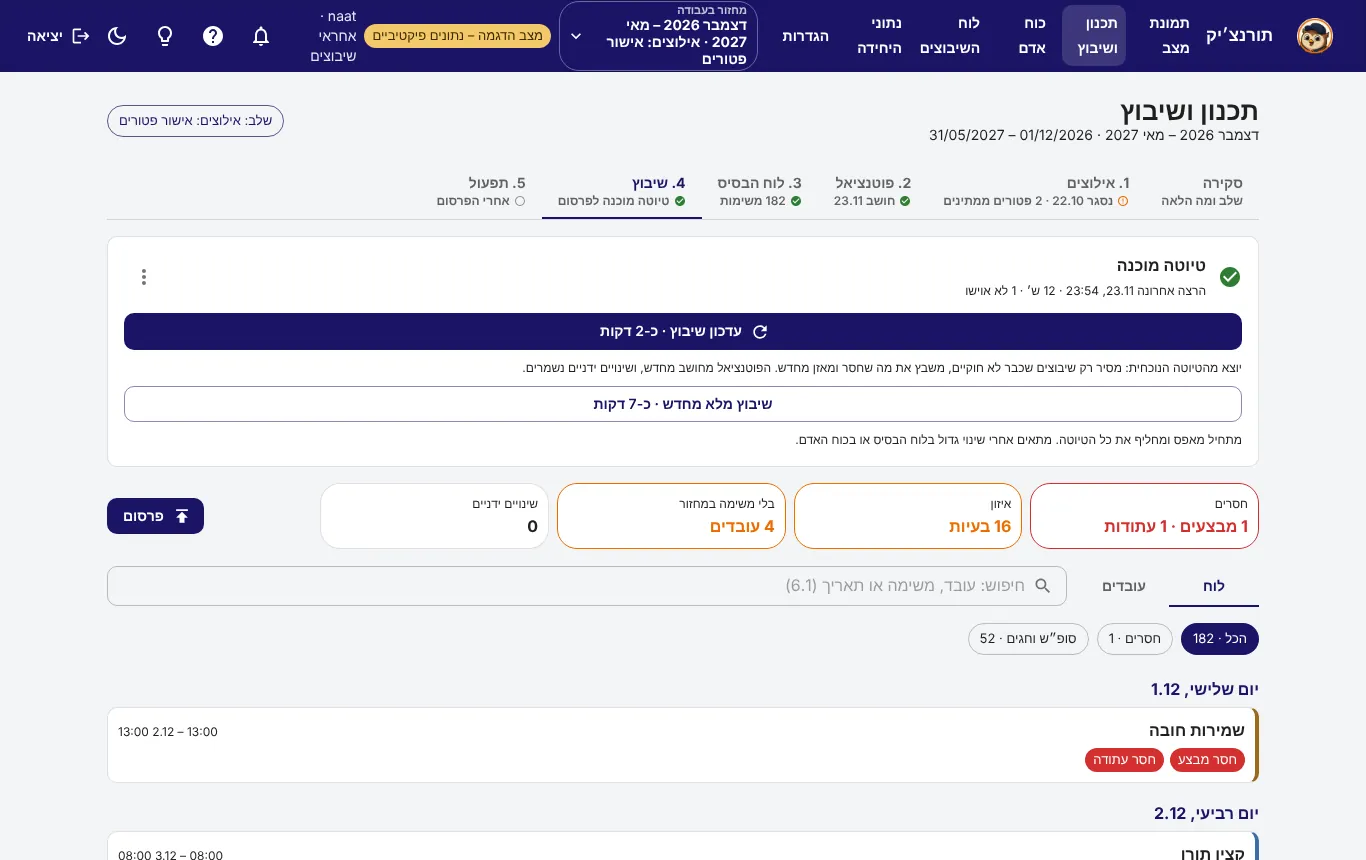 תורנצ׳יק
תמונת
מצב
תכנון
ושיבוץ
כוח
אדם
לוח
השיבוצים
נתוני
היחידה
הגדרות
מחזור בעבודה
דצמבר 2026 – מאי
2027 · אילוצים: אישור
פטורים
מצב הדגמה – נתונים פיקטיביים
naat ·
אחראי
שיבוצים
יציאה
תכנון ושיבוץ
דצמבר 2026 – מאי 2027 · 01/12/2026 – 31/05/2027
שלב: אילוצים: אישור פטורים
סקירה
שלב ומה הלאה
1. אילוצים
נסגר 22.10 · 2 פטורים ממתינים
2. פוטנציאל
חושב 23.11
3. לוח הבסיס
182 משימות
4. שיבוץ
טיוטה מוכנה לפרסום
5. תפעול
אחרי הפרסום
טיוטה מוכנה
הרצה אחרונה 23.11, 23:54 · 12 ש׳ · 1 לא אוישו
עדכון שיבוץ · כ-2 דקות
יוצא מהטיוטה הנוכחית: מסיר רק שיבוצים שכבר לא חוקיים, משבץ את מה שחסר ומאזן מחדש. הפוטנציאל מחושב מחדש, ושינויים ידניים נשמרים.
שיבוץ מלא מחדש · כ-7 דקות
מתחיל מאפס ומחליף את כל הטיוטה. מתאים אחרי שינוי גדול בלוח הבסיס או בכוח האדם.
חסרים
1 מבצעים · 1 עתודות
איזון
16 בעיות
בלי משימה במחזור
4 עובדים
שינויים ידניים
0
פרסום
לוח
עובדים
חיפוש: עובד, משימה או תאריך (6.1)
הכל · 182
חסרים · 1
סופ״ש וחגים · 52
יום שלישי, 1.12
שמירות חובה
13:00 – 2.12 13:00
חסר מבצע
חסר עתודה
יום רביעי, 2.12
קצין תורן
08:00 – 3.12 08:00